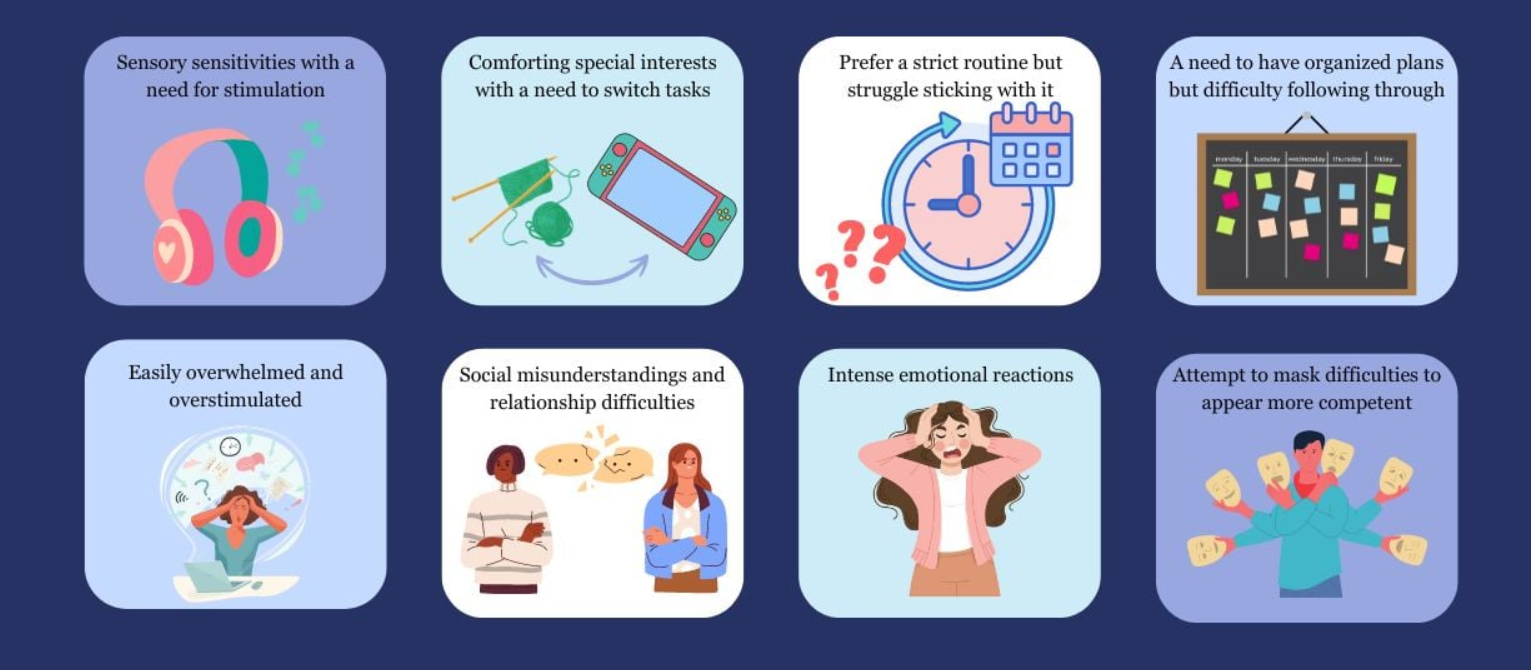 Sensory sensitivities with a
need for stimulation
Comforting special interests
with a need to switch tasks
Prefer a strict routine but
struggle sticking with it
A need to have organized plans
but difficulty following through
monday tuesday wednesday thursday friday
Easily overwhelmed and
overstimulated
Social misunderstandings and
relationship difficulties
Intense emotional reactions
Attempt to mask difficulties to
appear more competent